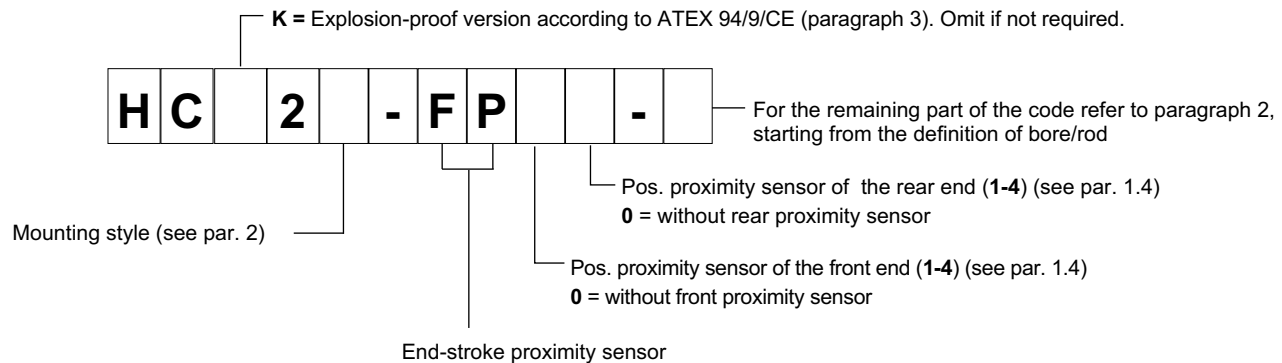 K = Explosion-proof version according to ATEX 94/9/CE (paragraph 3). Omit if not required.
H C 2 - F P -
For the remaining part of the code refer to paragraph 2,
starting from the definition of bore/rod
Pos. proximity sensor of the rear end (1-4) (see par. 1.4)
0 = without rear proximity sensor
Mounting style (see par. 2)
Pos. proximity sensor of the front end (1-4) (see par. 1.4)
0 = without front proximity sensor
End-stroke proximity sensor